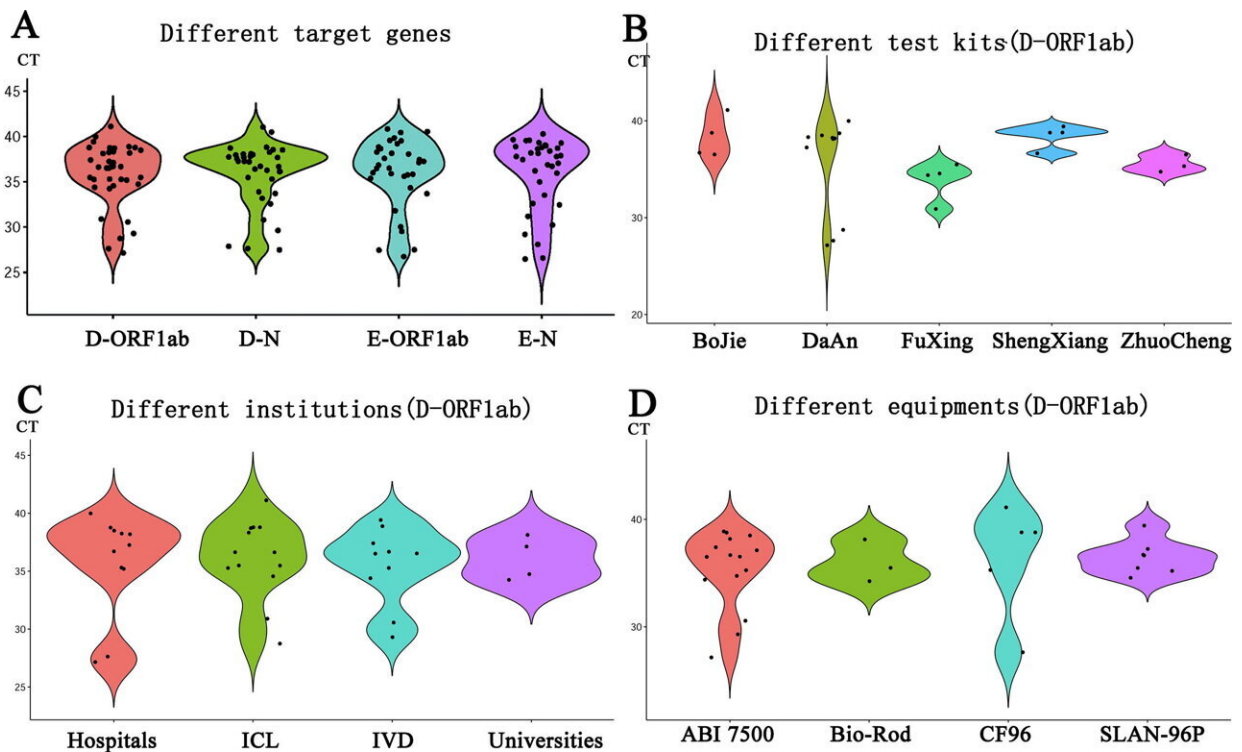 A
Different target genes
CT
45
40
35
30
25
D-ORF1ab D-N E-ORF1ab E-N
B
Different test kits(D-ORF1ab)
CT
40
30
20
BoJie DaAn FuXing ShengXiang ZhuoCheng
C
Different institutions(D-ORF1ab)
CT
45
40
35
30
25
Hospitals ICL IVD Universities
D
Different equipments(D-ORF1ab)
CT
40
30
ABI 7500 Bio-Rod CF96 SLAN-96P